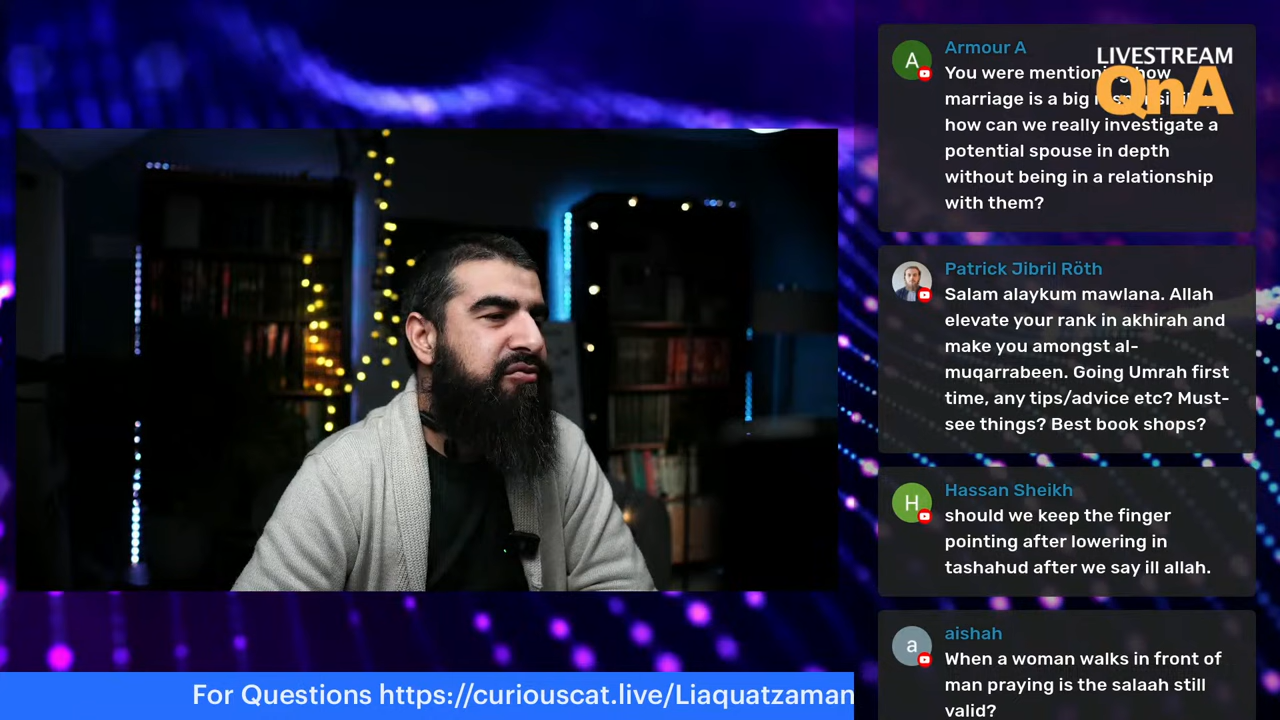 LIVESTREAM
QnA
Armour A
You were mentioning how
marriage is a big
how can we really investigate a
potential spouse in depth
without being in a relationship
with them?
Patrick Jibril Röth
Salam alaykum mawlana. Allah
elevate your rank in akhirah and
make you amongst al-
muqarrabeen. Going Umrah first
time, any tips/advice etc? Must-
see things? Best book shops?
Hassan Sheikh
should we keep the finger
pointing after lowering in
tashahud after we say ill allah.
aishah
When a woman walks in front of
man praying is the salaah still
valid?
For Questions https://curiouscat.live/Liaquatzaman
A
H
a